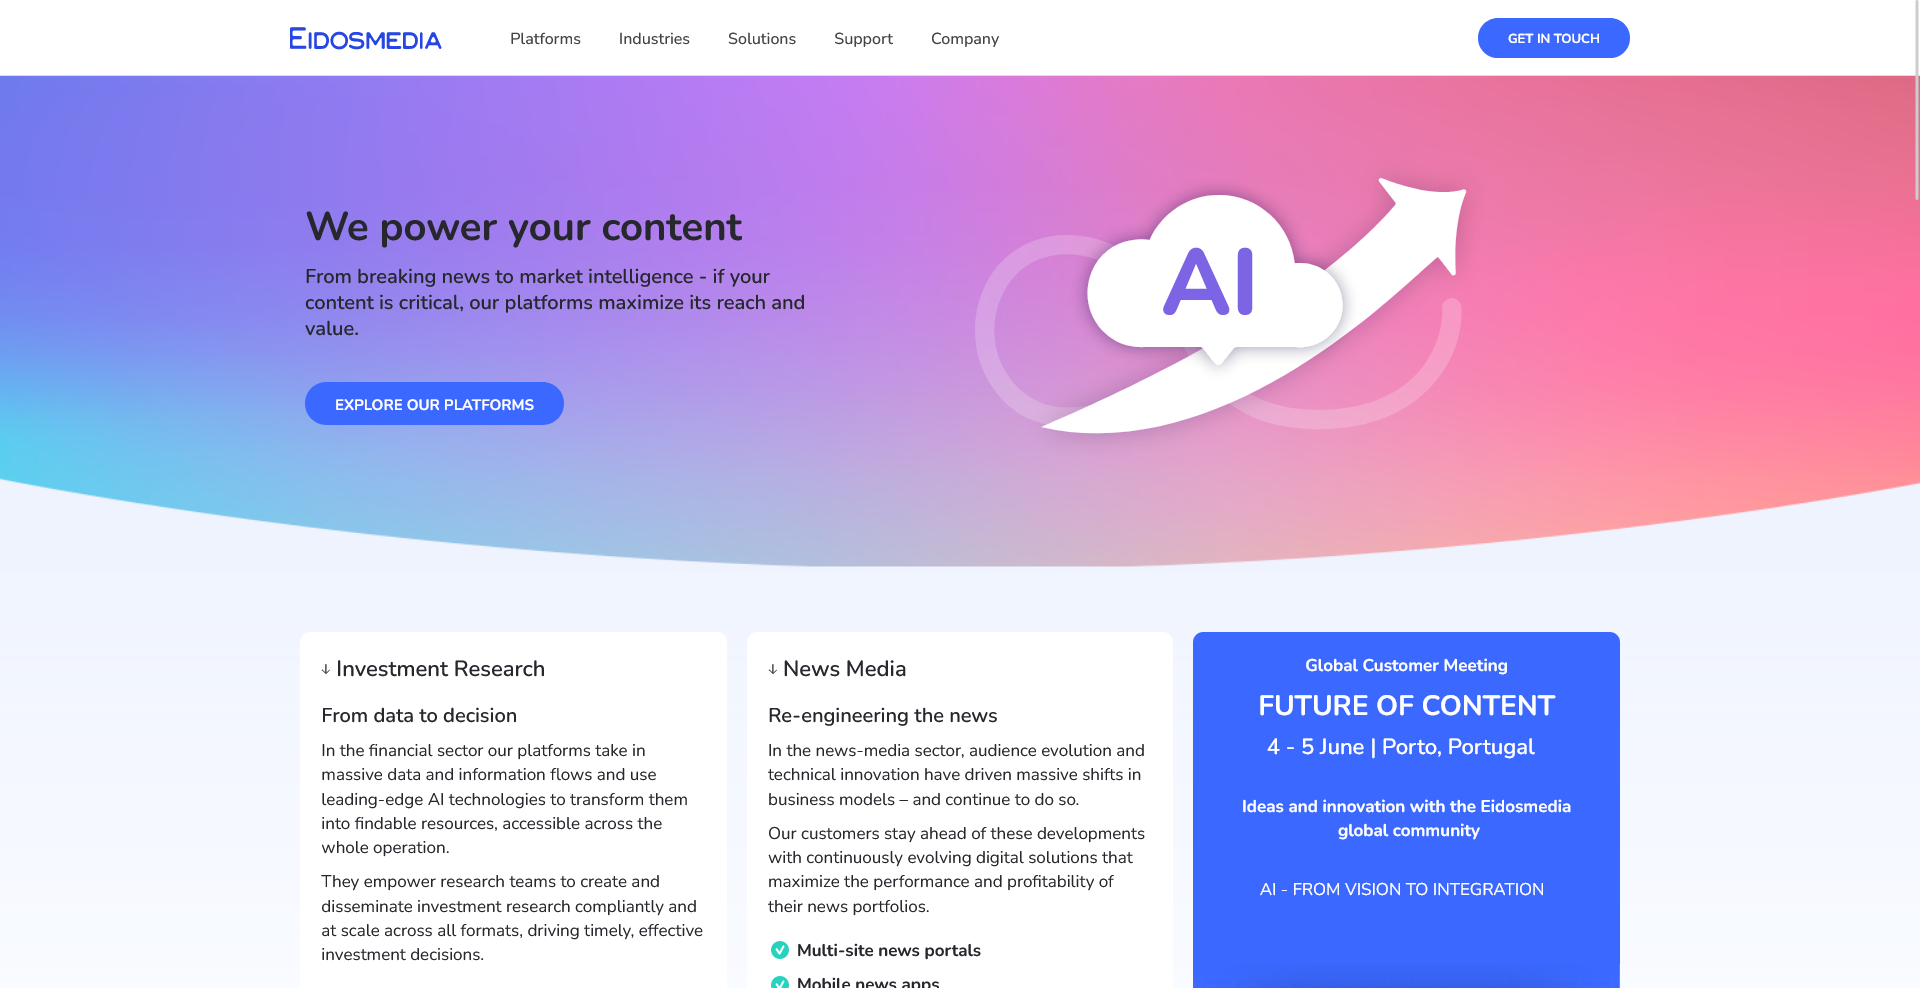 EIDOSMEDIA
Platforms
Industries
Solutions
Support
Company
GET IN TOUCH
We power your content
From breaking news to market intelligence - if your
content is critical, our platforms maximize its reach and
value.
EXPLORE OUR PLATFORMS
AI
↓ Investment Research
From data to decision
In the financial sector our platforms take in
massive data and information flows and use
leading-edge AI technologies to transform them
into findable resources, accessible across the
whole operation.
They empower research teams to create and
disseminate investment research compliantly and
at scale across all formats, driving timely, effective
investment decisions.
↓ News Media
Re-engineering the news
In the news-media sector, audience evolution and
technical innovation have driven massive shifts in
business models – and continue to do so.
Our customers stay ahead of these developments
with continuously evolving digital solutions that
maximize the performance and profitability of
their news portfolios.
Multi-site news portals
Mobile news apps
Global Customer Meeting
FUTURE OF CONTENT
4 - 5 June | Porto, Portugal
Ideas and innovation with the Eidosmedia
global community
AI - FROM VISION TO INTEGRATION